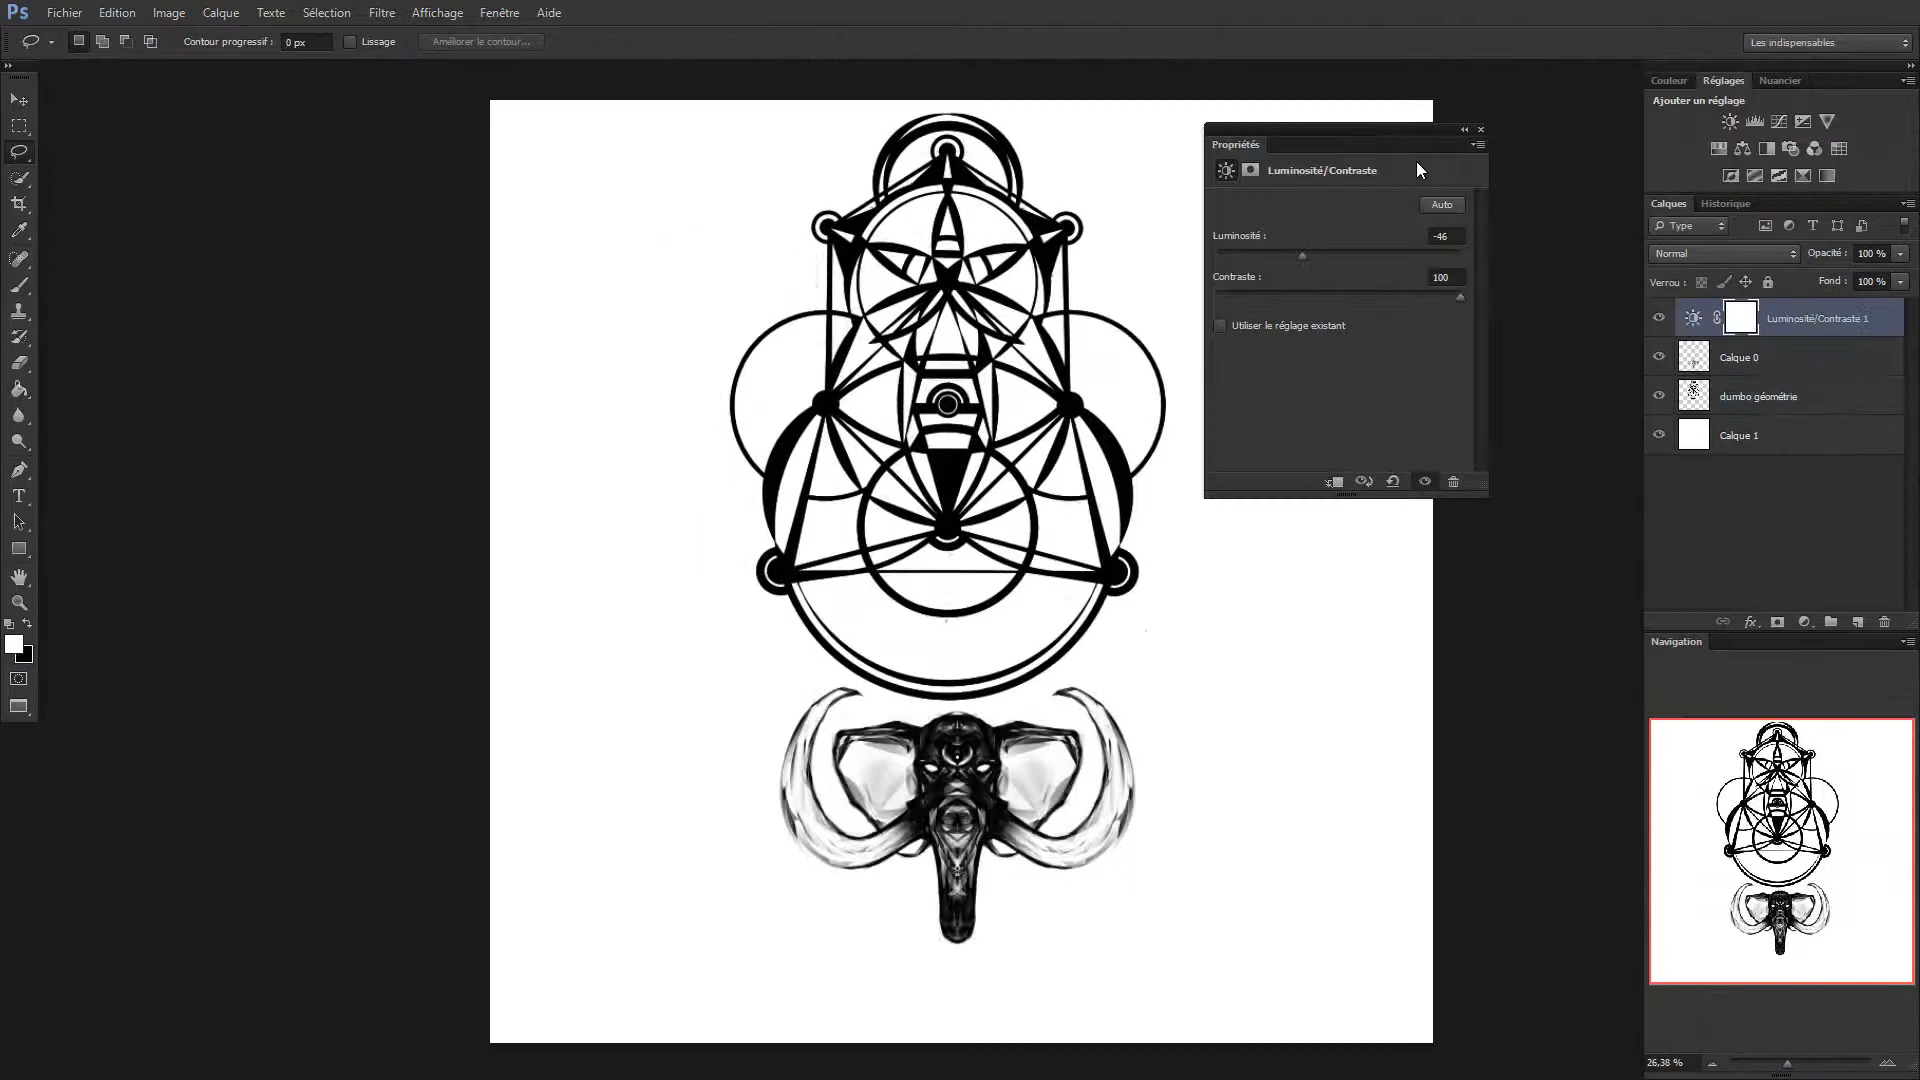 Ps Fichier Edition Image Calque Texte Sélection Filtre Affichage Fenêtre Aide
Contour progressif : 0 px Lissage Améliorer le contour... Les indispensables
Couleur Réglages Nuancier
Ajouter un réglage
Propriétés
Luminosité/Contraste
Auto
Luminosité : -46
Contraste : 100
Utiliser le réglage existant
Calques Historique
Type
Normal Opacité : 100 %
Verrou : Fond : 100 %
Luminosité/Contraste 1
Calque 0
dumbo géométrie
Calque 1
fx
Navigation
26,38 %